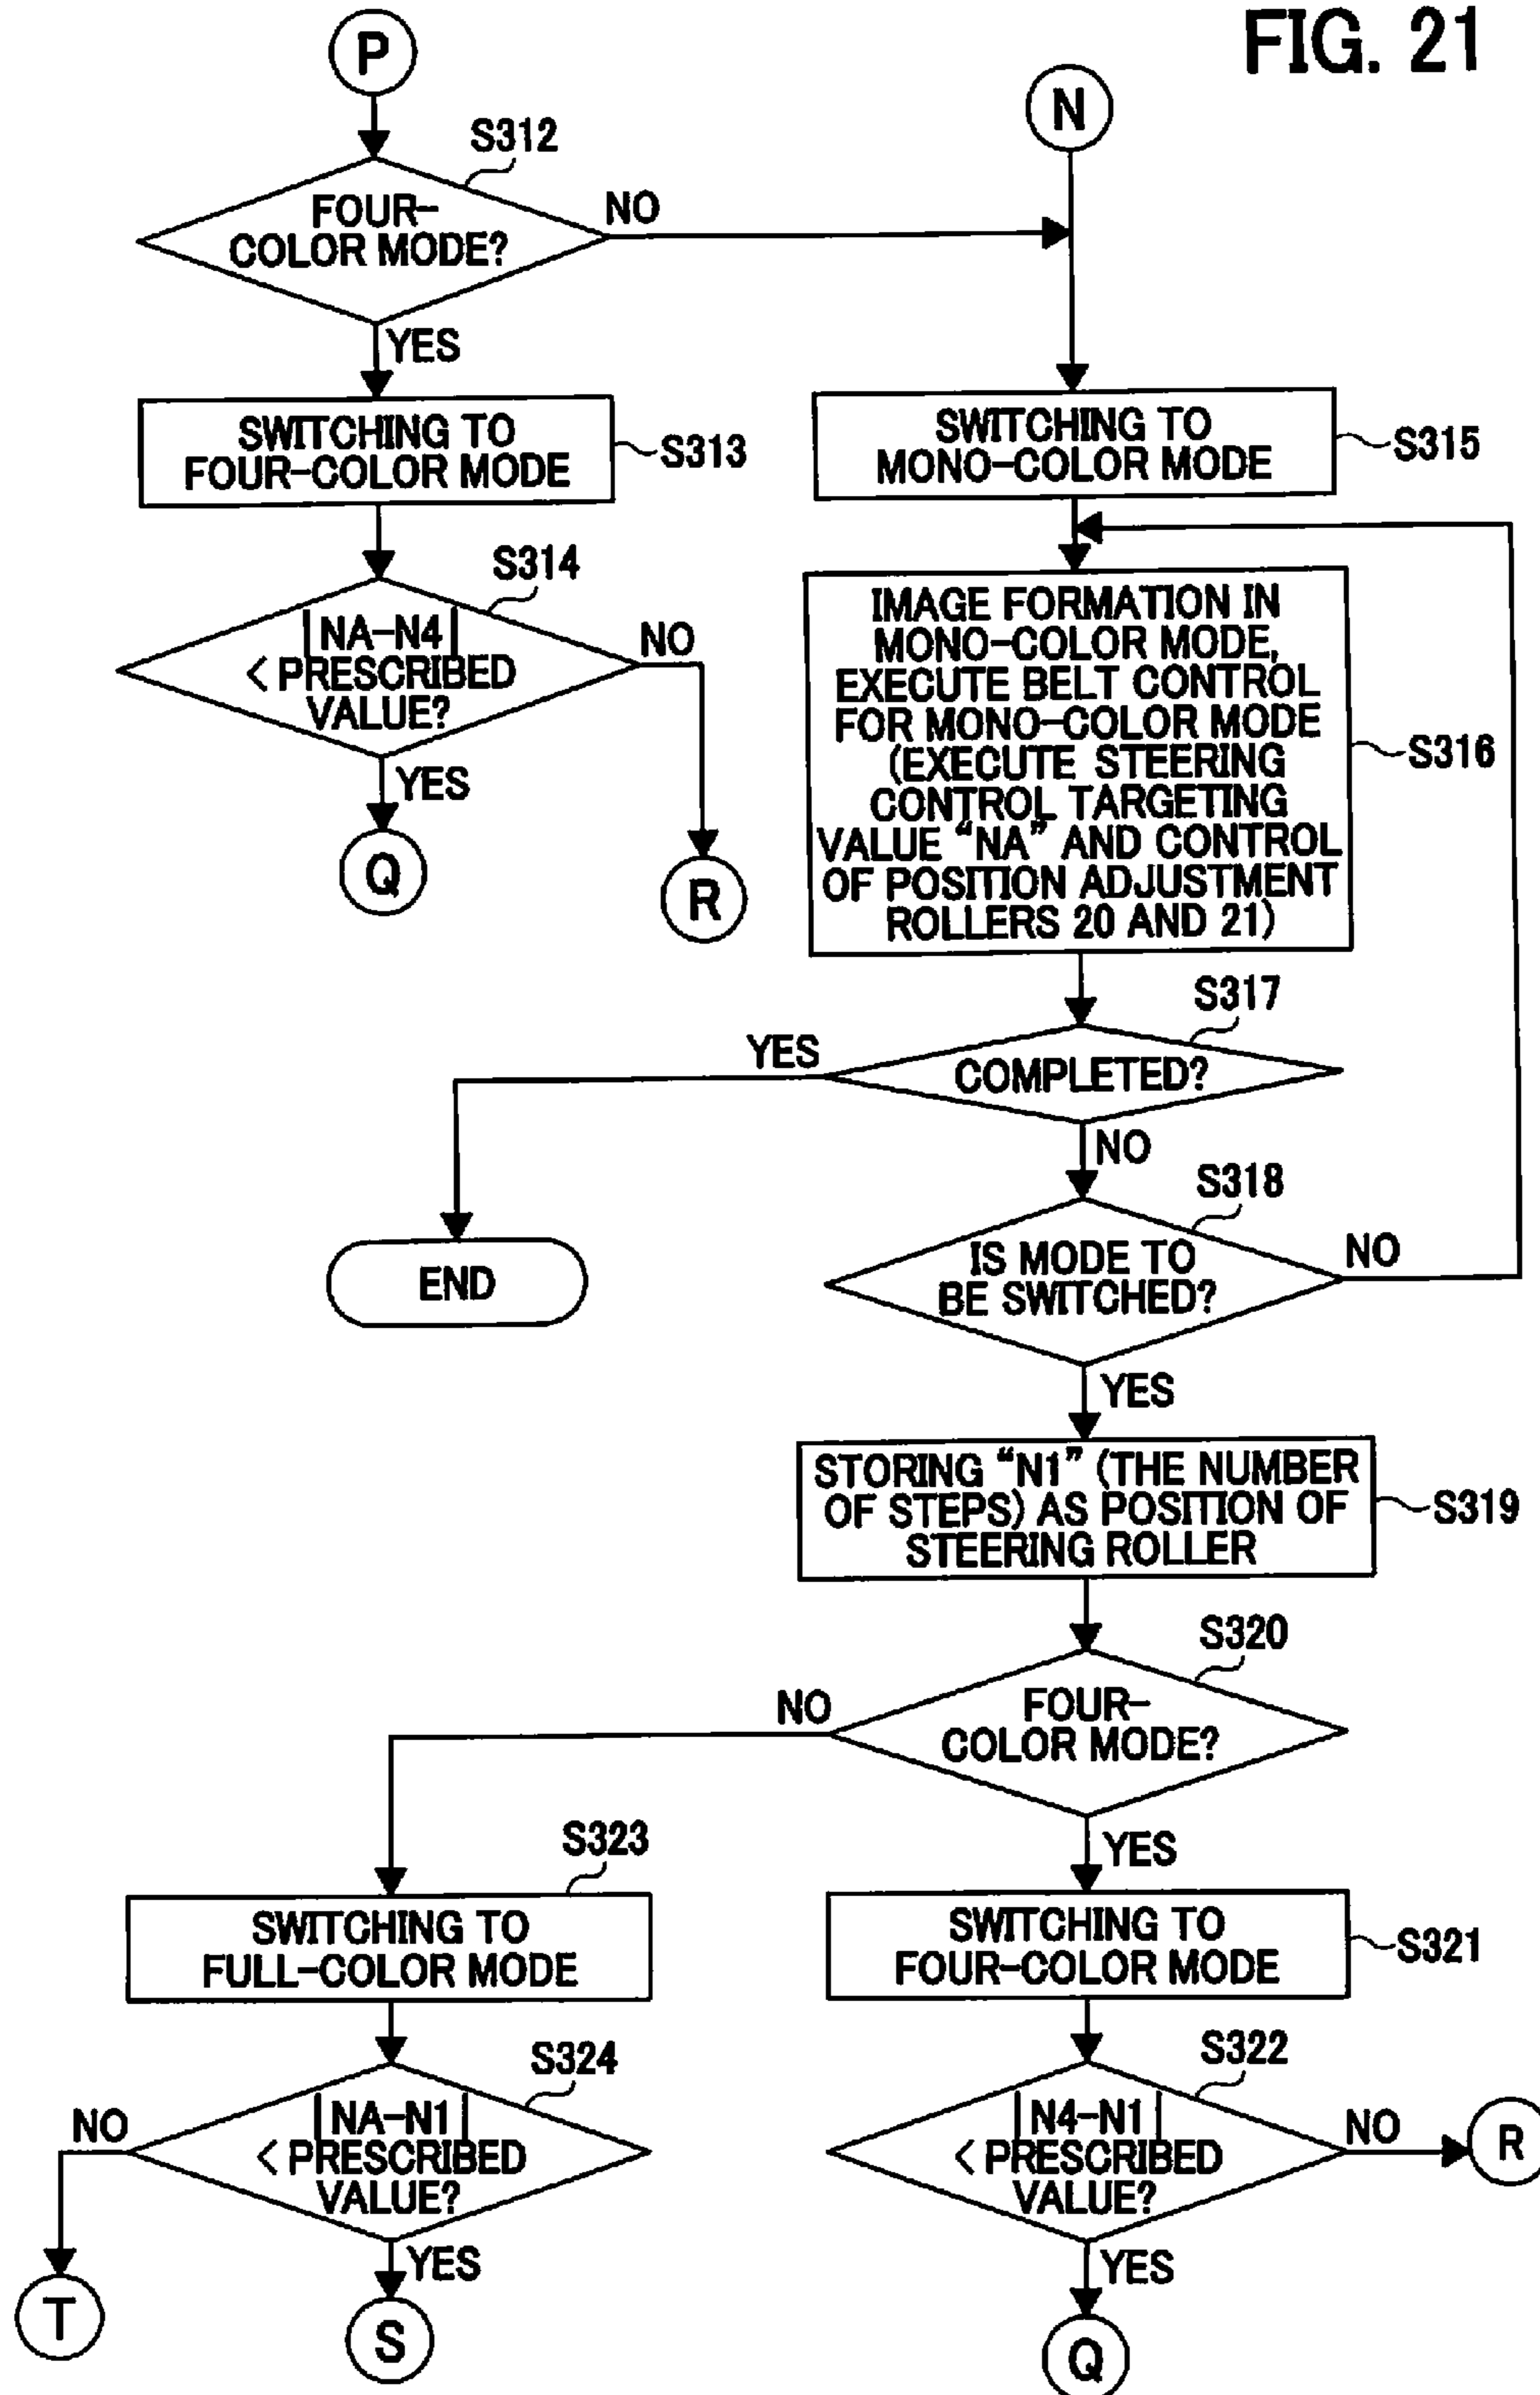 FIG. 21
P
N
S312
FOUR-
COLOR MODE?
NO
YES
SWITCHING TO
FOUR-COLOR MODE
S313
SWITCHING TO
MONO-COLOR MODE
S315
S314
|NA-N4|
< PRESCRIBED
VALUE?
NO
YES
Q
R
IMAGE FORMATION IN
MONO-COLOR MODE,
EXECUTE BELT CONTROL
FOR MONO-COLOR MODE
(EXECUTE STEERING
CONTROL TARGETING
VALUE “NA” AND CONTROL
OF POSITION ADJUSTMENT
ROLLERS 20 AND 21)
S316
S317
COMPLETED?
YES
NO
END
S318
IS MODE TO
BE SWITCHED?
NO
YES
STORING “N1” (THE NUMBER
OF STEPS) AS POSITION OF
STEERING ROLLER
S319
S320
FOUR-
COLOR MODE?
NO
YES
S323
SWITCHING TO
FULL-COLOR MODE
SWITCHING TO
FOUR-COLOR MODE
S321
S324
|NA-N1|
< PRESCRIBED
VALUE?
NO
YES
T
S
S322
|N4-N1|
< PRESCRIBED
VALUE?
NO
R
YES
Q